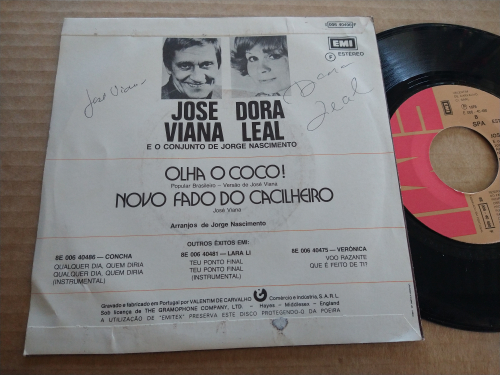 EMI
ESTÉREO
José Viana
Dora Leal
JOSE DORA
VIANA LEAL
E O CONJUNTO DE JORGE NASCIMENTO
OLHA O COCO!
Popular Brasileiro - Versão de José Viana
NOVO FADO DO CACILHEIRO
José Viana
Arranjos de Jorge Nascimento
OUTROS ÊXITOS EMI:
8E 006 40486 - CONCHA
QUALQUER DIA, QUEM DIRIA
QUALQUER DIA, QUEM DIRIA
(INSTRUMENTAL)
8E 006 40481 - LARA LI
TEU PONTO FINAL
TEU PONTO FINAL
(INSTRUMENTAL)
8E 006 40475 - VERÓNICA
VOO RAZANTE
QUE É FEITO DE TI?
Gravado e fabricado em Portugal por VALENTIM DE CARVALHO Comércio e Indústria, S.A.R.L.
Sob licença de THE GRAMOPHONE COMPANY, LTD. - Hayes - Middlesex - England
A UTILIZAÇÃO DE "EMITEX" PRESERVA ESTE DISCO PROTEGENDO-O DA POEIRA
EMI
SPA